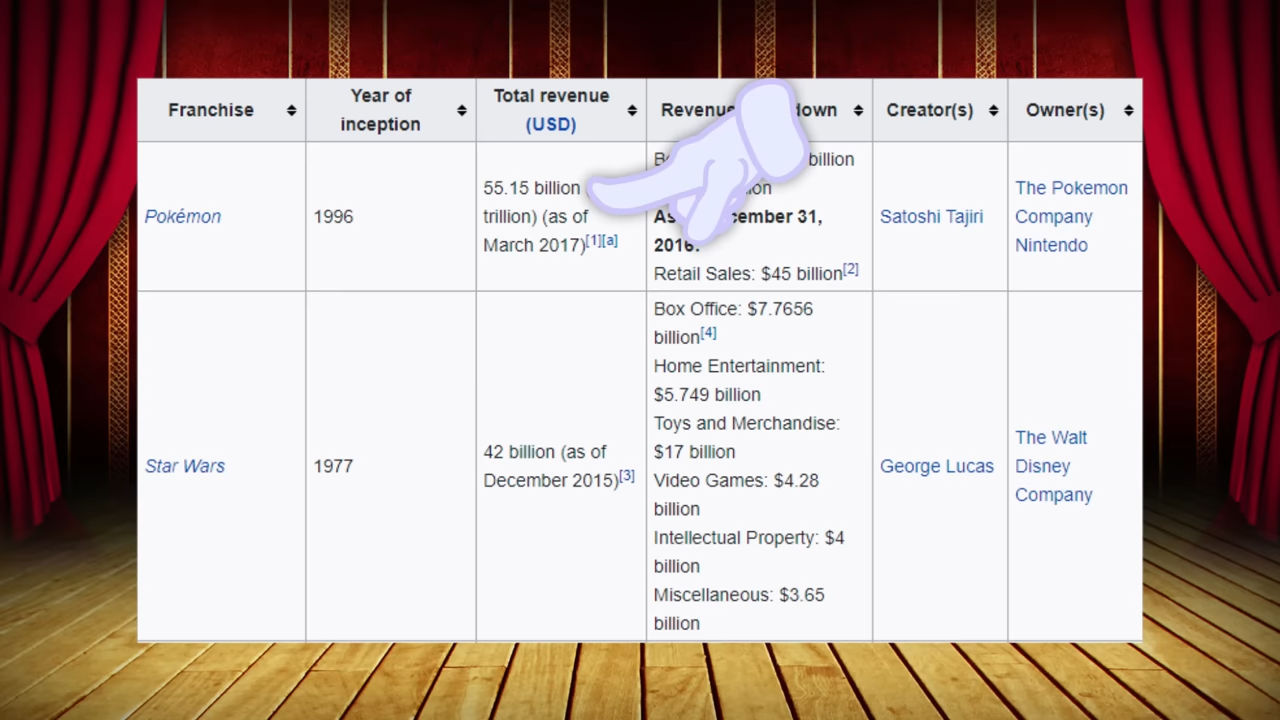 Franchise
Year of
inception
Total revenue
(USD)
Revenue down
Creator(s)
Owner(s)
Pokémon
1996
55.15 billion
trillion) (as of
March 2017)[1][a]
billion
As cember 31,
2016:
Retail Sales: $45 billion[2]
Satoshi Tajiri
The Pokemon
Company
Nintendo
Star Wars
1977
42 billion (as of
December 2015)[3]
Box Office: $7.7656
billion[4]
Home Entertainment:
$5.749 billion
Toys and Merchandise:
$17 billion
Video Games: $4.28
billion
Intellectual Property: $4
billion
Miscellaneous: $3.65
billion
George Lucas
The Walt
Disney
Company